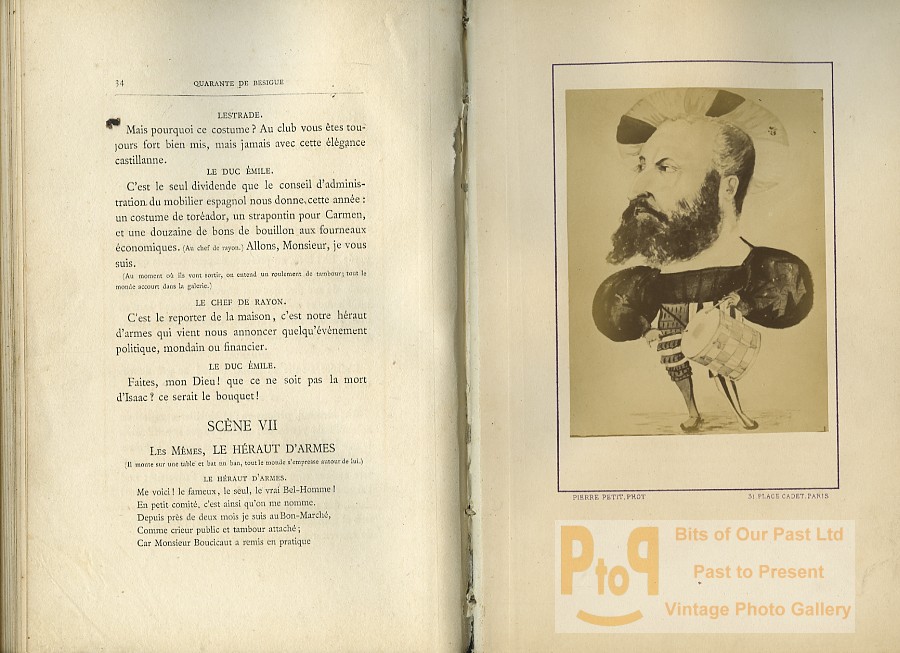 34 QUARANTE DE BESIGUE
LESTRADE.
Mais pourquoi ce costume? Au club vous êtes tou-
jours fort bien mis, mais jamais avec cette élégance
castillanne.
LE DUC ÉMILE.
C'est le seul dividende que le conseil d'adminis-
tration du mobilier espagnol nous donne cette année :
un costume de toréador, un strapontin pour Carmen,
et une douzaine de bons de bouillon aux fourneaux
économiques. (Au chef de rayon.) Allons, Monsieur, je vous
suis.
(Au moment où ils vont sortir, on entend un roulement de tambour; tout le
monde accourt dans la galerie.)
LE CHEF DE RAYON.
C'est le reporter de la maison, c'est notre héraut
d'armes qui vient nous annoncer quelqu'événement
politique, mondain ou financier.
LE DUC ÉMILE.
Faites, mon Dieu! que ce ne soit pas la mort
d'Isaac? ce serait le bouquet!
SCÈNE VII
LES MÊMES, LE HÉRAUT D'ARMES
(Il monte sur une table et bat un ban, tout le monde s'empresse autour de lui.)
LE HÉRAUT D'ARMES.
Me voici! le fameux, le seul, le vrai Bel-Homme!
En petit comité, c'est ainsi qu'on me nomme.
Depuis près de deux mois je suis au Bon-Marché,
Comme crieur public et tambour attaché;
Car Monsieur Boucicaut a remis en pratique
PIERRE PETIT, PHOT 31 PLACE CADET, PARIS
PtoP
Bits of Our Past Ltd
Past to Present
Vintage Photo Gallery